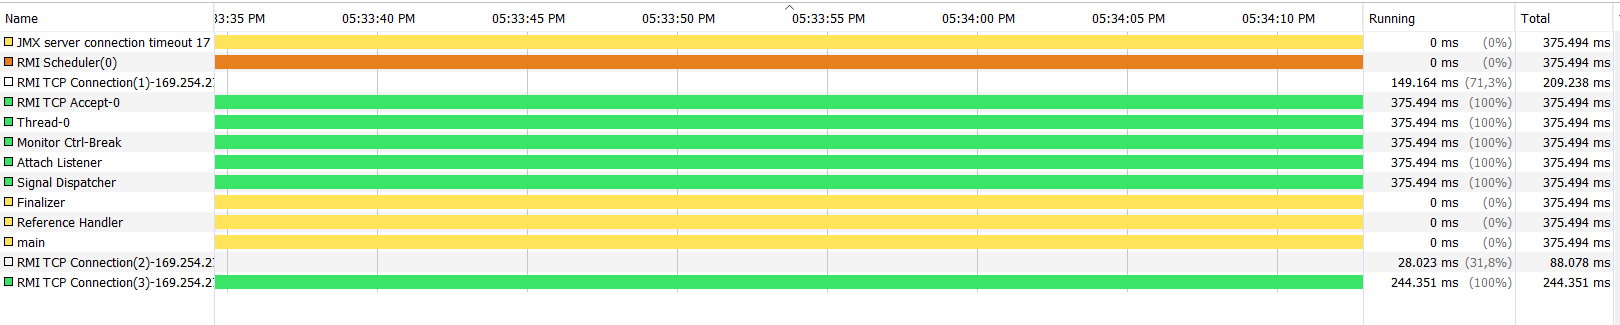 Name 33:35 PM 05:33:40 PM 05:33:45 PM 05:33:50 PM 05:33:55 PM 05:34:00 PM 05:34:05 PM 05:34:10 PM Running Total
JMX server connection timeout 17 0 ms (0%) 375.494 ms
RMI Scheduler(0) 0 ms (0%) 375.494 ms
RMI TCP Connection(1)-169.254.2 149.164 ms (71,3%) 209.238 ms
RMI TCP Accept-0 375.494 ms (100%) 375.494 ms
Thread-0 375.494 ms (100%) 375.494 ms
Monitor Ctrl-Break 375.494 ms (100%) 375.494 ms
Attach Listener 375.494 ms (100%) 375.494 ms
Signal Dispatcher 375.494 ms (100%) 375.494 ms
Finalizer 0 ms (0%) 375.494 ms
Reference Handler 0 ms (0%) 375.494 ms
main 0 ms (0%) 375.494 ms
RMI TCP Connection(2)-169.254.2 28.023 ms (31,8%) 88.078 ms
RMI TCP Connection(3)-169.254.2 244.351 ms (100%) 244.351 ms